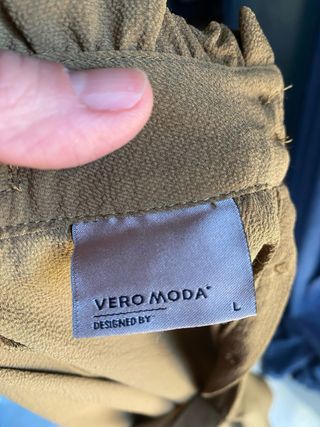 VERO MODA
DESIGNED BY
L